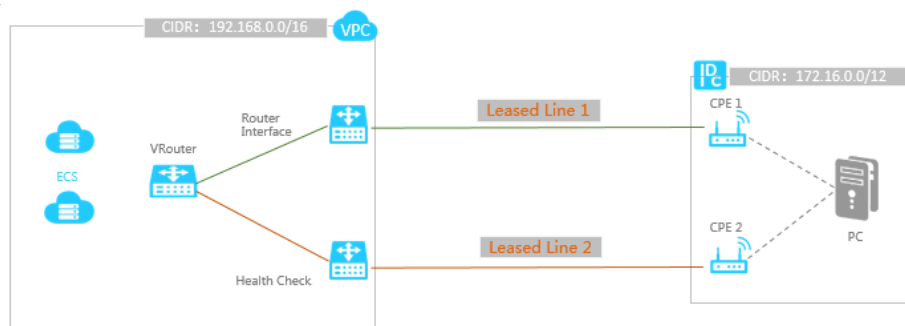 CIDR: 192.168.0.0/16
VPC
ID
IC
CIDR: 172.16.0.0/12
Leased Line 1
CPE 1
Router
Interface
VRouter
ECS
CPE 2
PC
Leased Line 2
Health Check